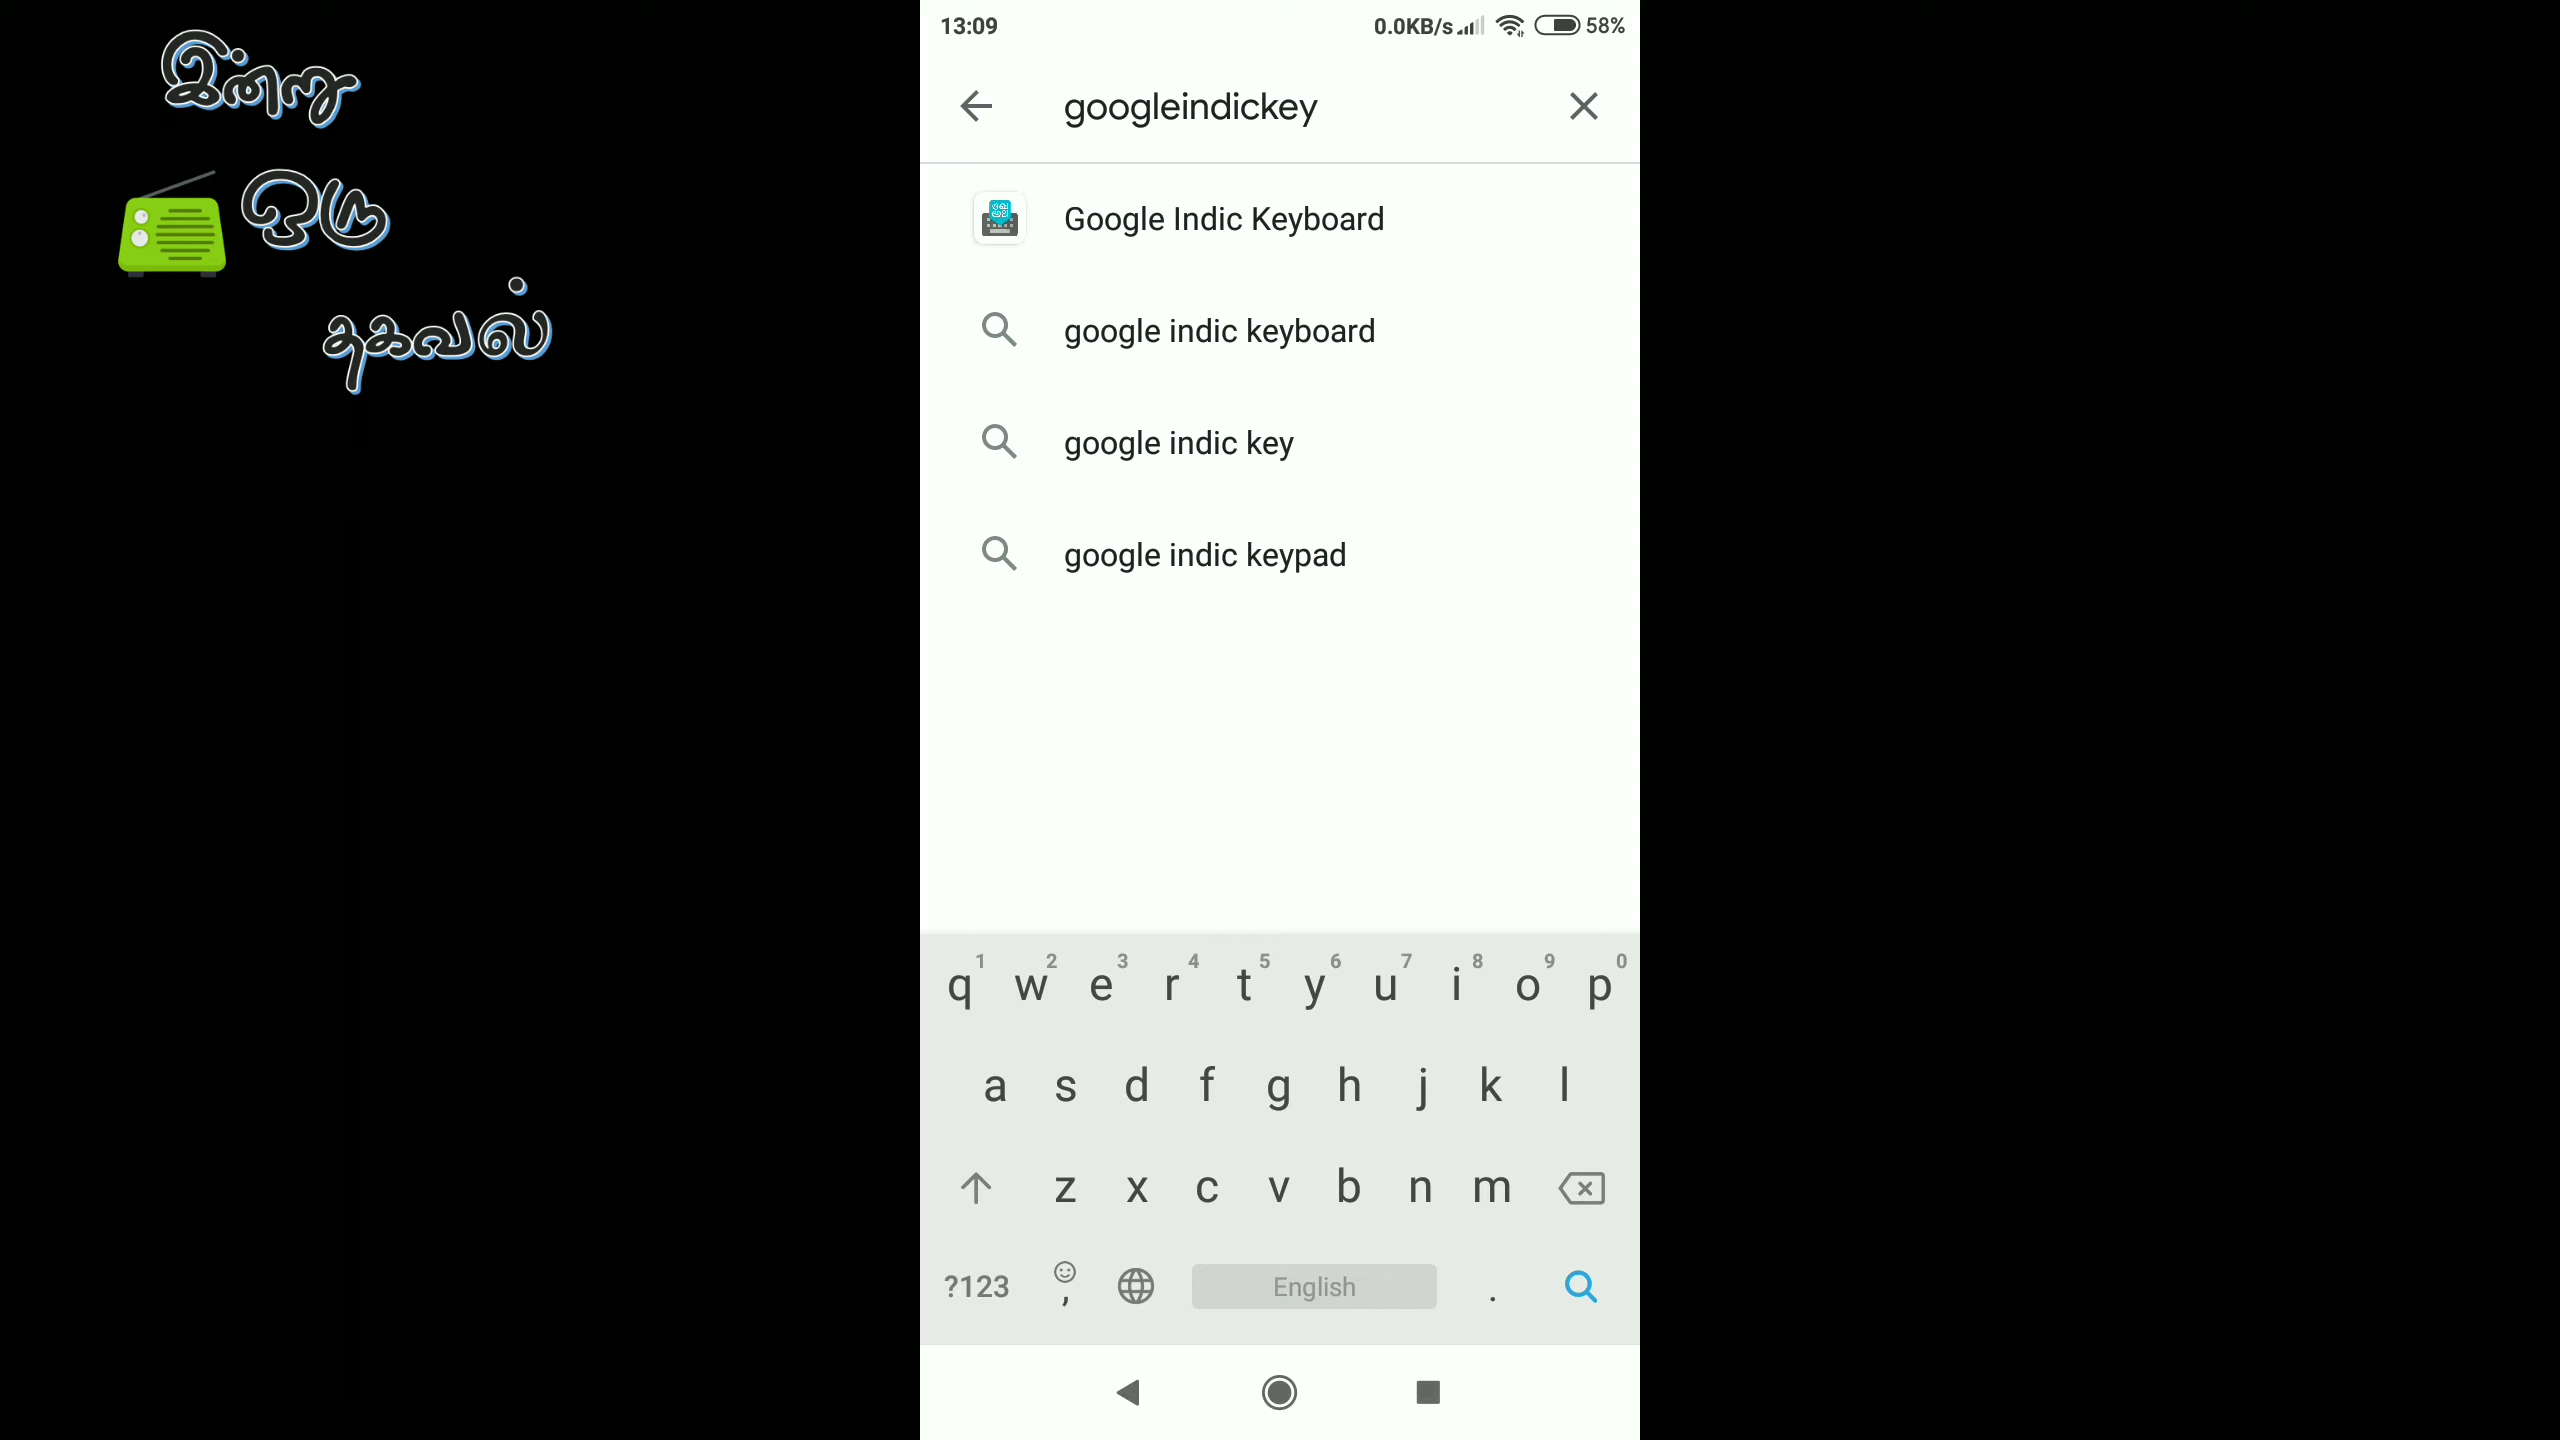 இன்று
ஒரு
தகவல்
13:09 0.0KB/s 58%
googleindickey
Google Indic Keyboard
google indic keyboard
google indic key
google indic keypad
1 2 3 4 5 6 7 8 9 0
q w e r t y u i o p
a s d f g h j k l
z x c v b n m
?123 , English .